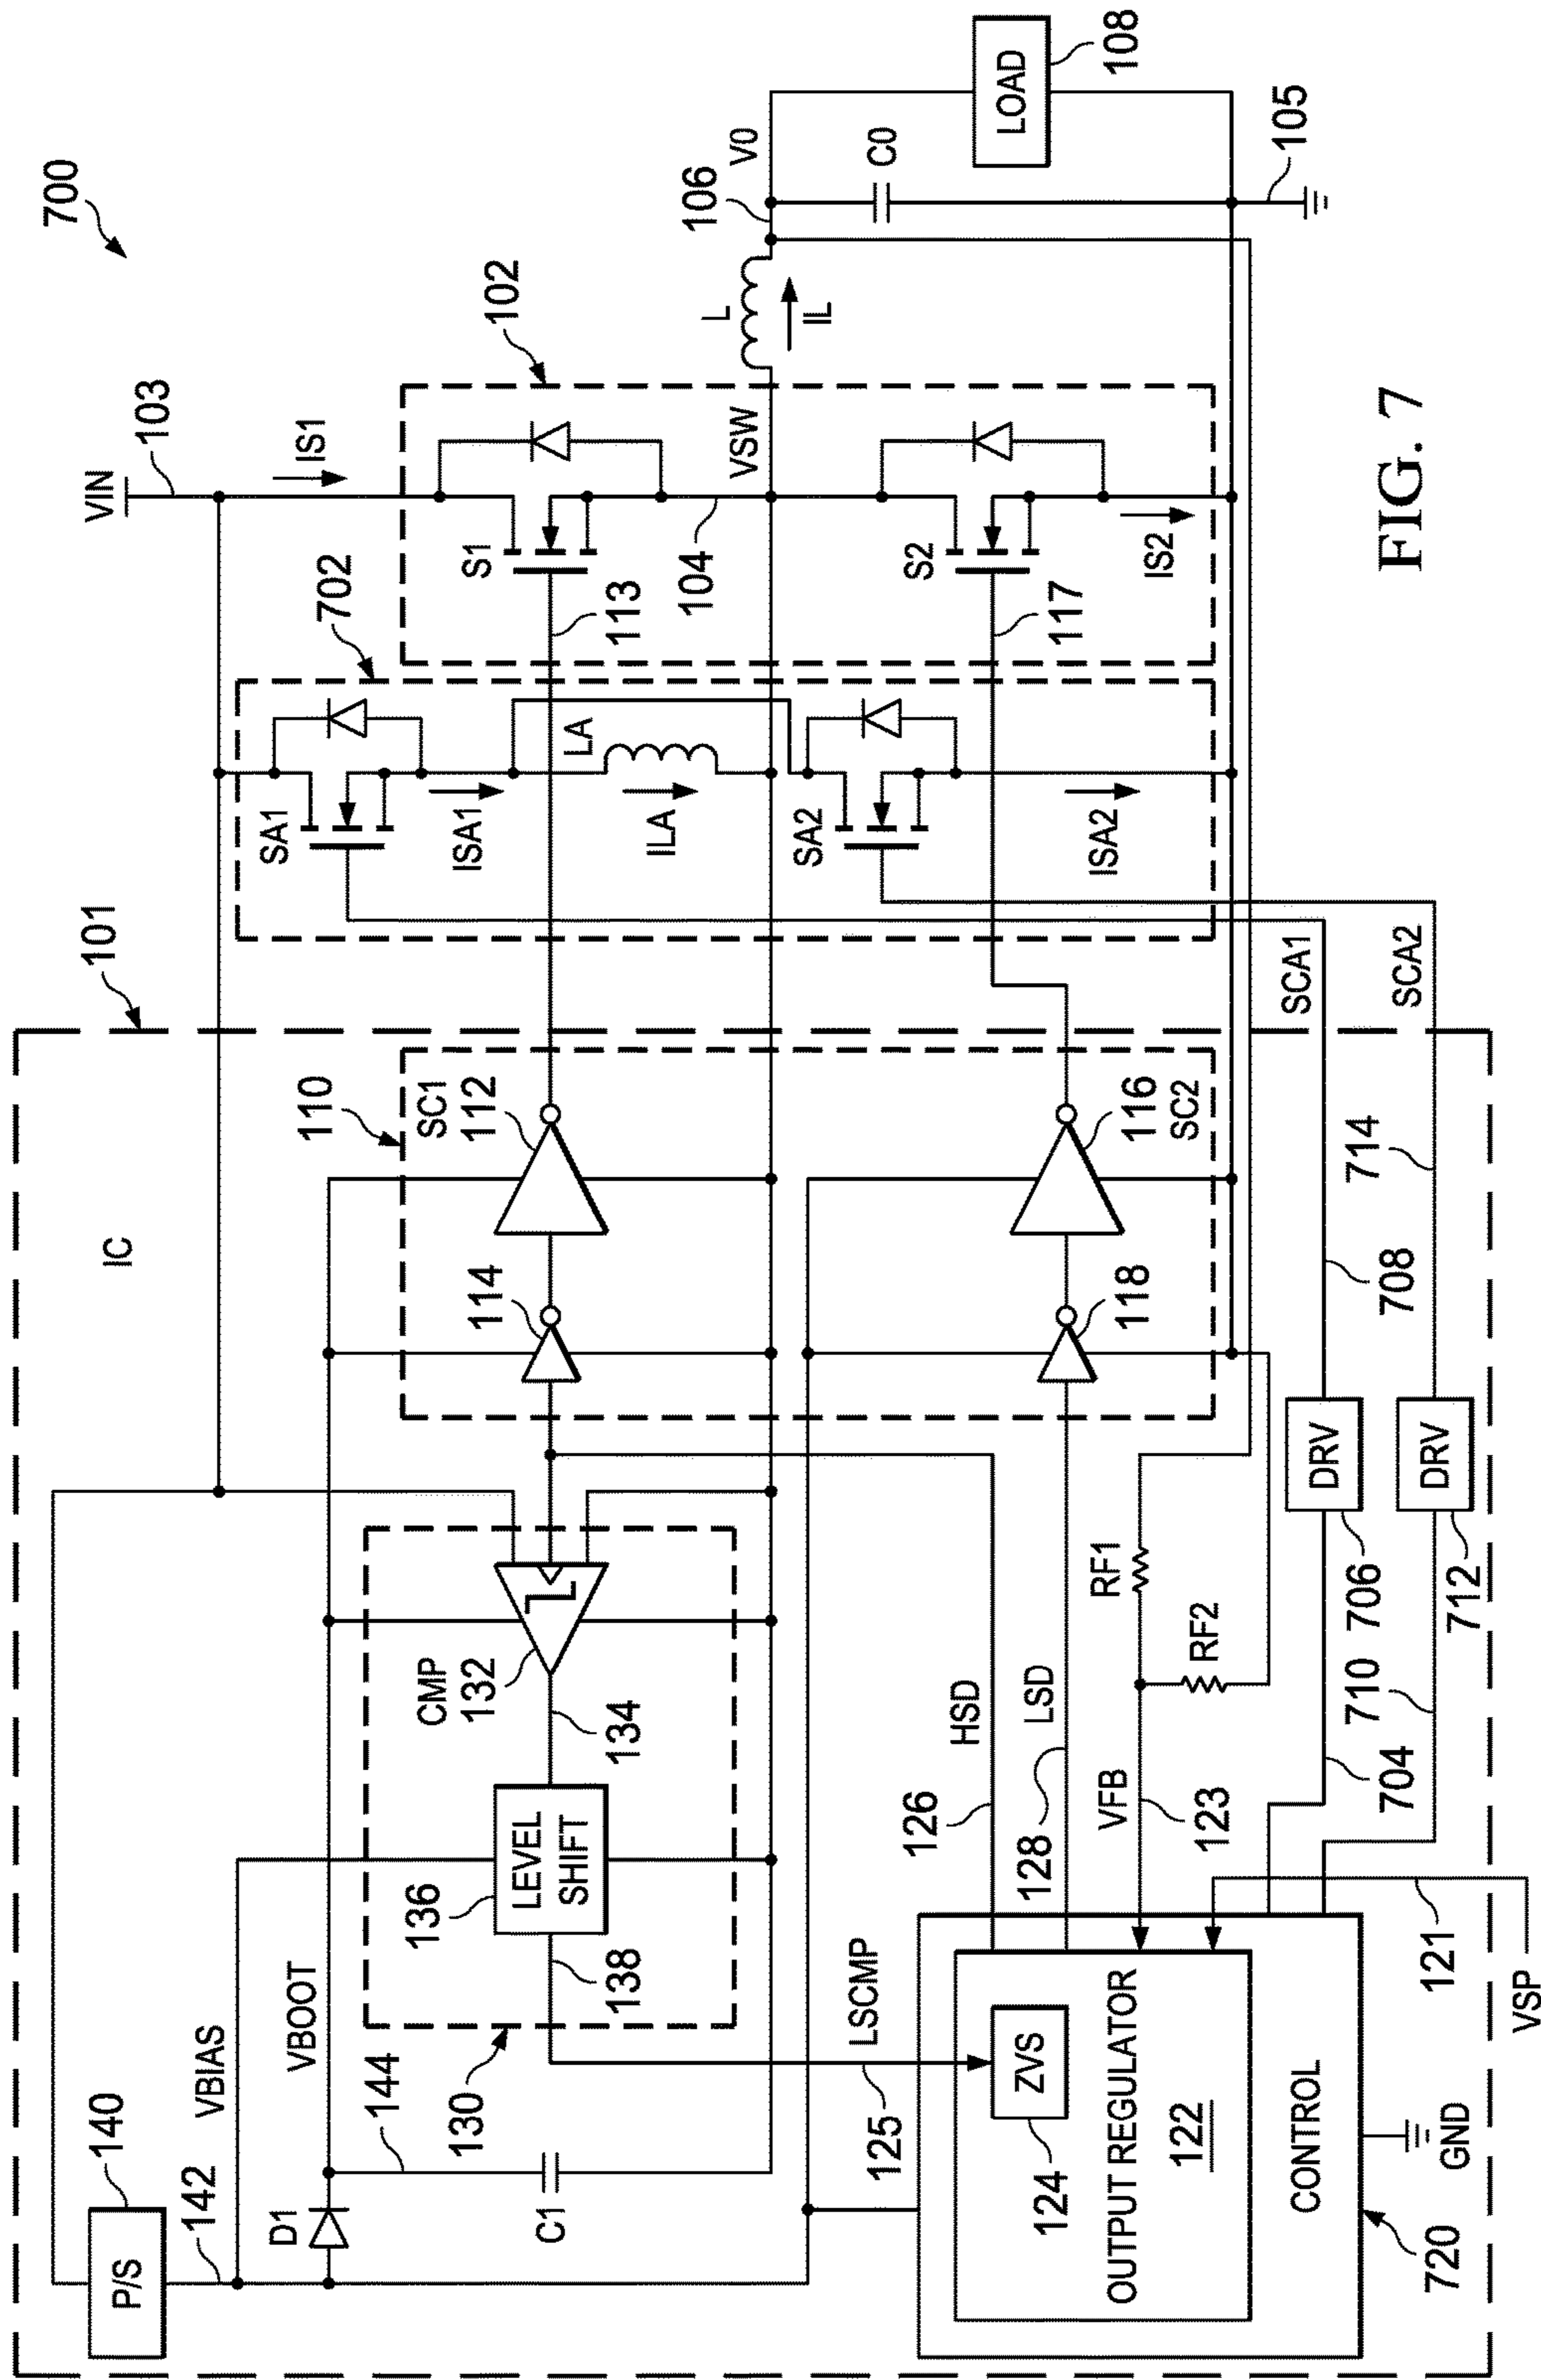 700
VIN
103
IS1
102
702
101
SA1
ISA1
LA
ILA
SA2
ISA2
S1
113
104
VSW
S2
117
IS2
L
IL
106
V0
C0
LOAD
108
105
IC
110
SC1
112
114
116
SC2
118
SCA1
SCA2
714
708
DRV
DRV
706
712
710
704
RF1
RF2
CMP
132
134
LEVEL
SHIFT
136
138
130
HSD
126
LSD
128
VFB
123
140
P/S
142
VBIAS
VBOOT
D1
144
C1
LSCMP
125
ZVS
124
OUTPUT REGULATOR
122
CONTROL
720
GND
121
VSP
FIG. 7